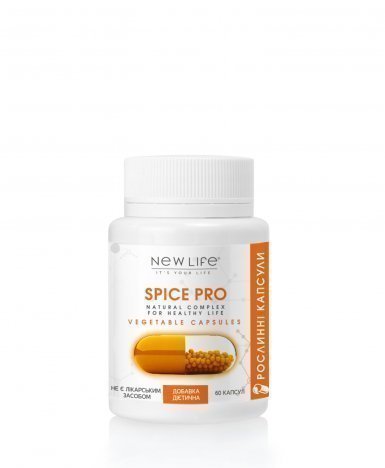 NEW LIFE®
IT'S YOUR LIFE
SPICE PRO
NATURAL COMPLEX
FOR HEALTHY LIFE
VEGETABLE CAPSULES
НЕ Є ЛІКАРСЬКИМ
ЗАСОБОМ
ДОБАВКА
ДІЄТИЧНА
60 КАПСУЛ
РОСЛИННІ КАПСУЛИ